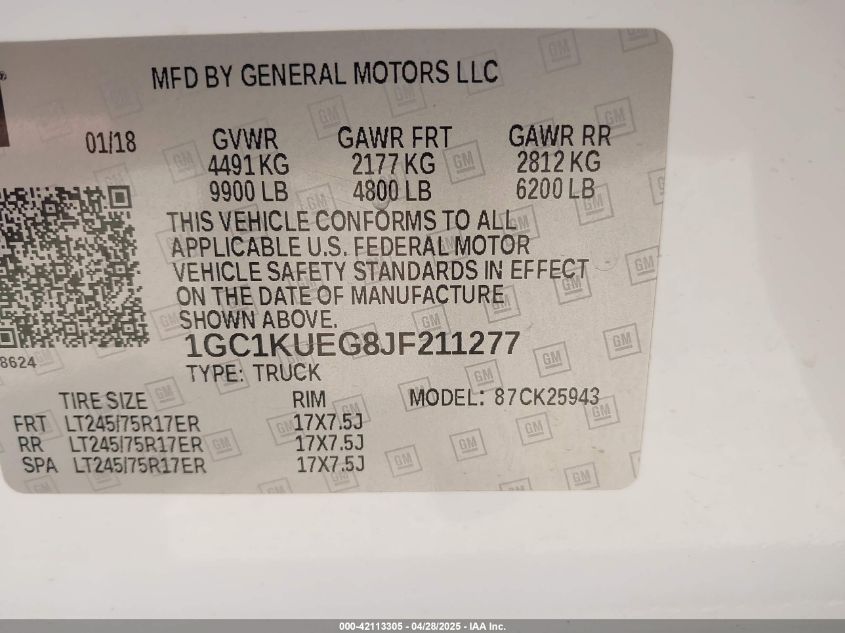 MFD BY GENERAL MOTORS LLC
01/18 GVWR GAWR FRT GAWR RR
4491 KG 2177 KG 2812 KG
9900 LB 4800 LB 6200 LB
THIS VEHICLE CONFORMS TO ALL
APPLICABLE U.S. FEDERAL MOTOR
VEHICLE SAFETY STANDARDS IN EFFECT
ON THE DATE OF MANUFACTURE
SHOWN ABOVE.
1GC1KUEG8JF211277
8624
TYPE: TRUCK
TIRE SIZE RIM MODEL: 87CK25943
FRT LT245/75R17ER 17X7.5J
RR LT245/75R17ER 17X7.5J
SPA LT245/75R17ER 17X7.5J
000-42113305 - 04/28/2025 - IAA Inc.